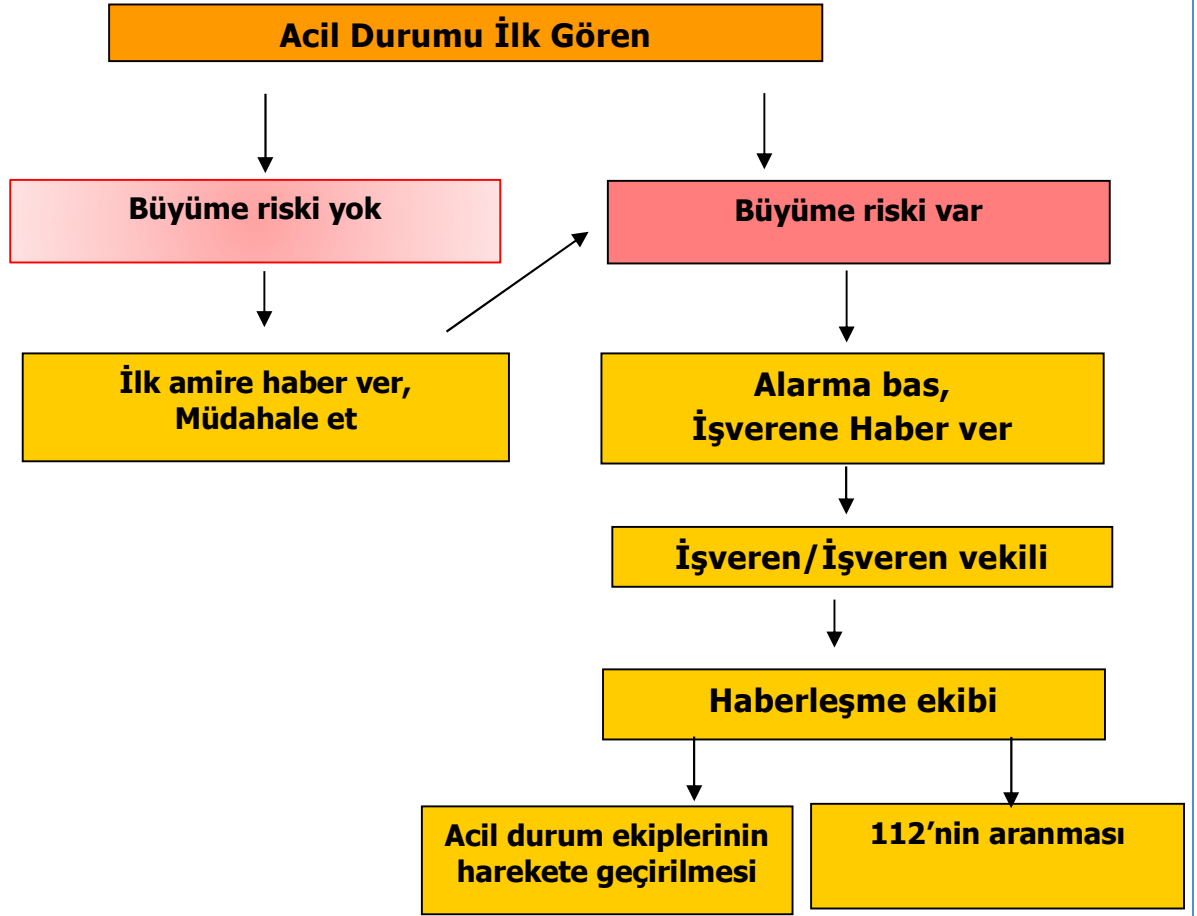 Acil Durumu İlk Gören
Büyüme riski yok
Büyüme riski var
İlk amire haber ver,
Müdahale et
Alarma bas,
İşverene Haber ver
İşveren/İşveren vekili
Haberleşme ekibi
Acil durum ekiplerinin
harekete geçirilmesi
112’nin aranması